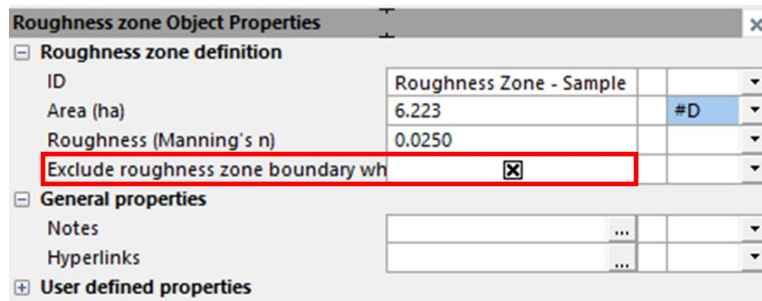 Roughness zone Object Properties
Roughness zone definition
ID Roughness Zone - Sample
Area (ha) 6.223 #D
Roughness (Manning's n) 0.0250
Exclude roughness zone boundary wh
General properties
Notes ...
Hyperlinks ...
User defined properties